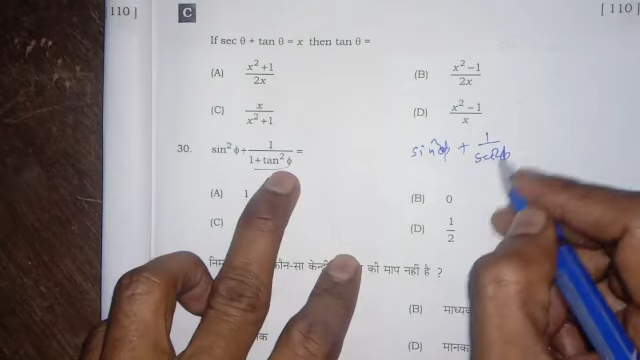 110 ] C [ 110 ]
If sec θ + tan θ = x then tan θ =
(A) x²+1/2x (B) x²−1/2x
(C) x/x²+1 (D) x²−1/x
30. sin² ϕ + 1/1+tan² ϕ = sin²ϕ + 1/sec²ϕ
(A) 1 (B) 0
(C) (D) 1/2
की माप नहीं है ?
(B)
(D) मानक